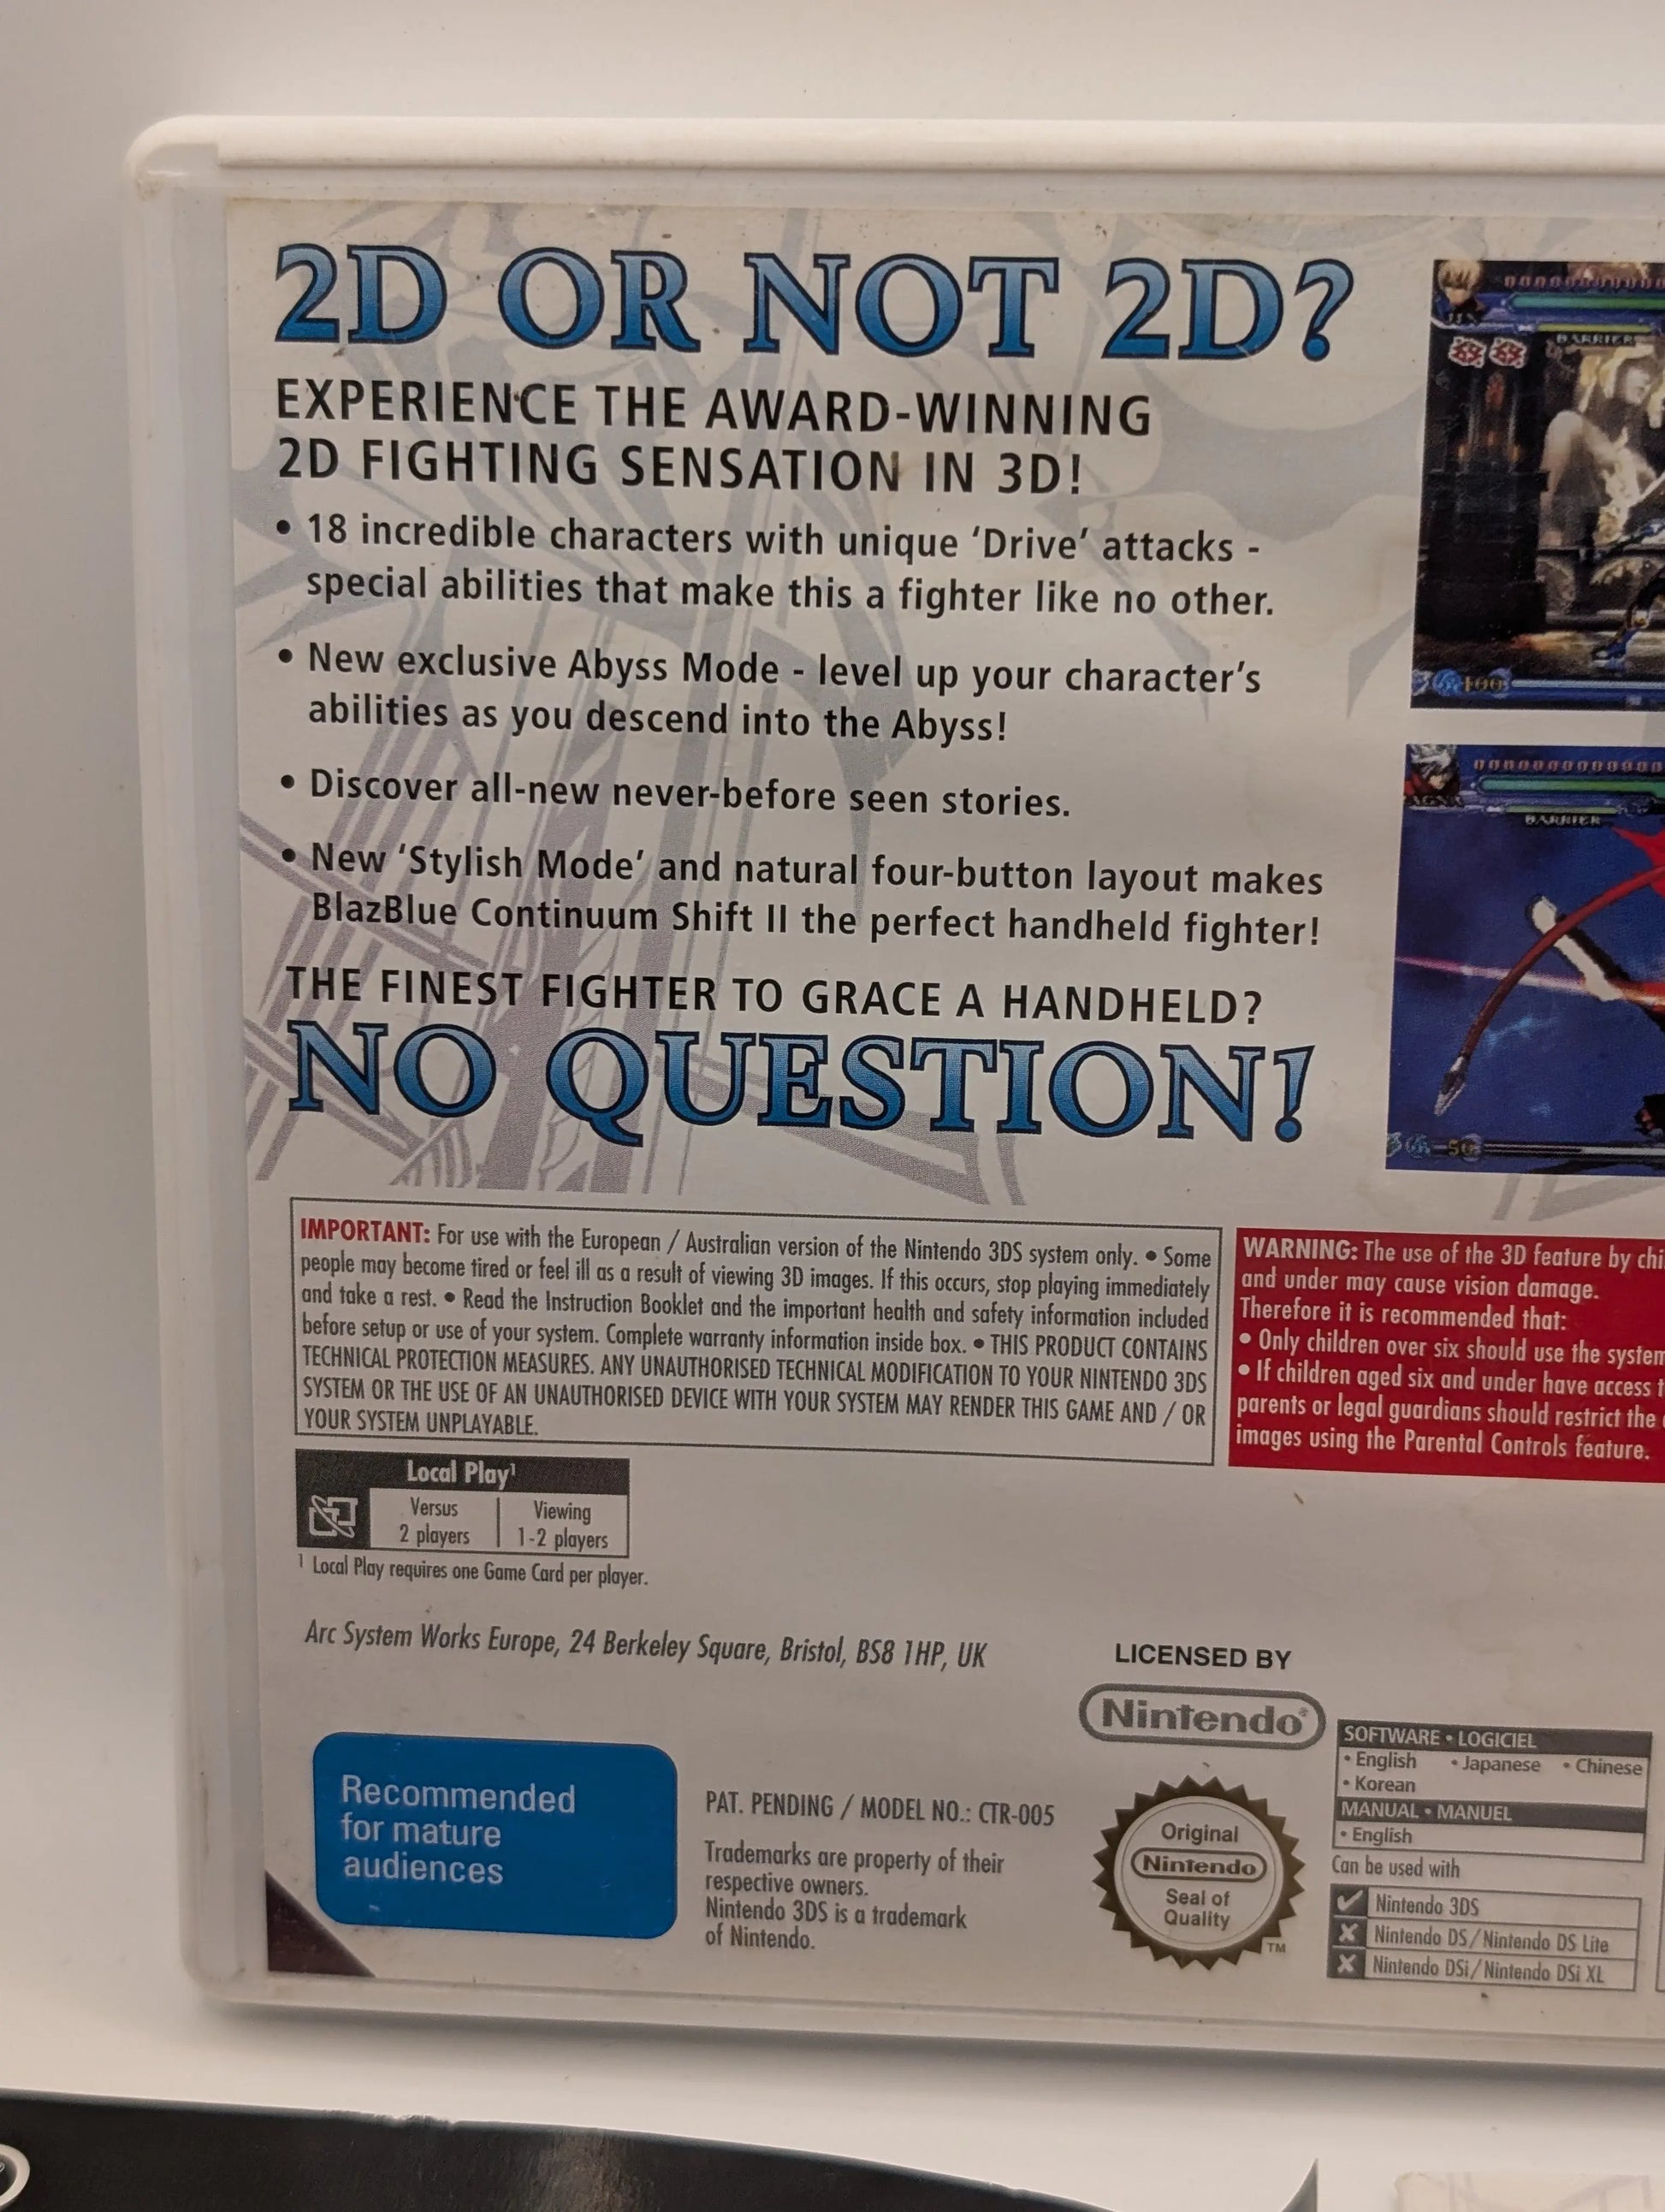 2D OR NOT 2D?
EXPERIENCE THE AWARD-WINNING
2D FIGHTING SENSATION IN 3D!
• 18 incredible characters with unique ‘Drive’ attacks -
special abilities that make this a fighter like no other.
• New exclusive Abyss Mode - level up your character’s
abilities as you descend into the Abyss!
• Discover all-new never-before seen stories.
• New ‘Stylish Mode’ and natural four-button layout makes
BlazBlue Continuum Shift II the perfect handheld fighter!
THE FINEST FIGHTER TO GRACE A HANDHELD?
NO QUESTION!
BARRIER
100
BARRIER
50
IMPORTANT: For use with the European / Australian version of the Nintendo 3DS system only. • Some
people may become tired or feel ill as a result of viewing 3D images. If this occurs, stop playing immediately
and take a rest. • Read the Instruction Booklet and the important health and safety information included
before setup or use of your system. Complete warranty information inside box. • THIS PRODUCT CONTAINS
TECHNICAL PROTECTION MEASURES. ANY UNAUTHORISED TECHNICAL MODIFICATION TO YOUR NINTENDO 3DS
SYSTEM OR THE USE OF AN UNAUTHORISED DEVICE WITH YOUR SYSTEM MAY RENDER THIS GAME AND / OR
YOUR SYSTEM UNPLAYABLE.
WARNING: The use of the 3D feature by chi
and under may cause vision damage.
Therefore it is recommended that:
• Only children over six should use the system
• If children aged six and under have access t
parents or legal guardians should restrict the
images using the Parental Controls feature.
Local Play¹
Versus
2 players
Viewing
1-2 players
¹ Local Play requires one Game Card per player.
Arc System Works Europe, 24 Berkeley Square, Bristol, BS8 1HP, UK
LICENSED BY
Nintendo®
Recommended
for mature
audiences
PAT. PENDING / MODEL NO.: CTR-005
Trademarks are property of their
respective owners.
Nintendo 3DS is a trademark
of Nintendo.
Original
Nintendo
Seal of
Quality
TM
SOFTWARE • LOGICIEL
• English • Japanese • Chinese
• Korean
MANUAL • MANUEL
• English
Can be used with
Nintendo 3DS
Nintendo DS/Nintendo DS Lite
Nintendo DSi/Nintendo DSi XL